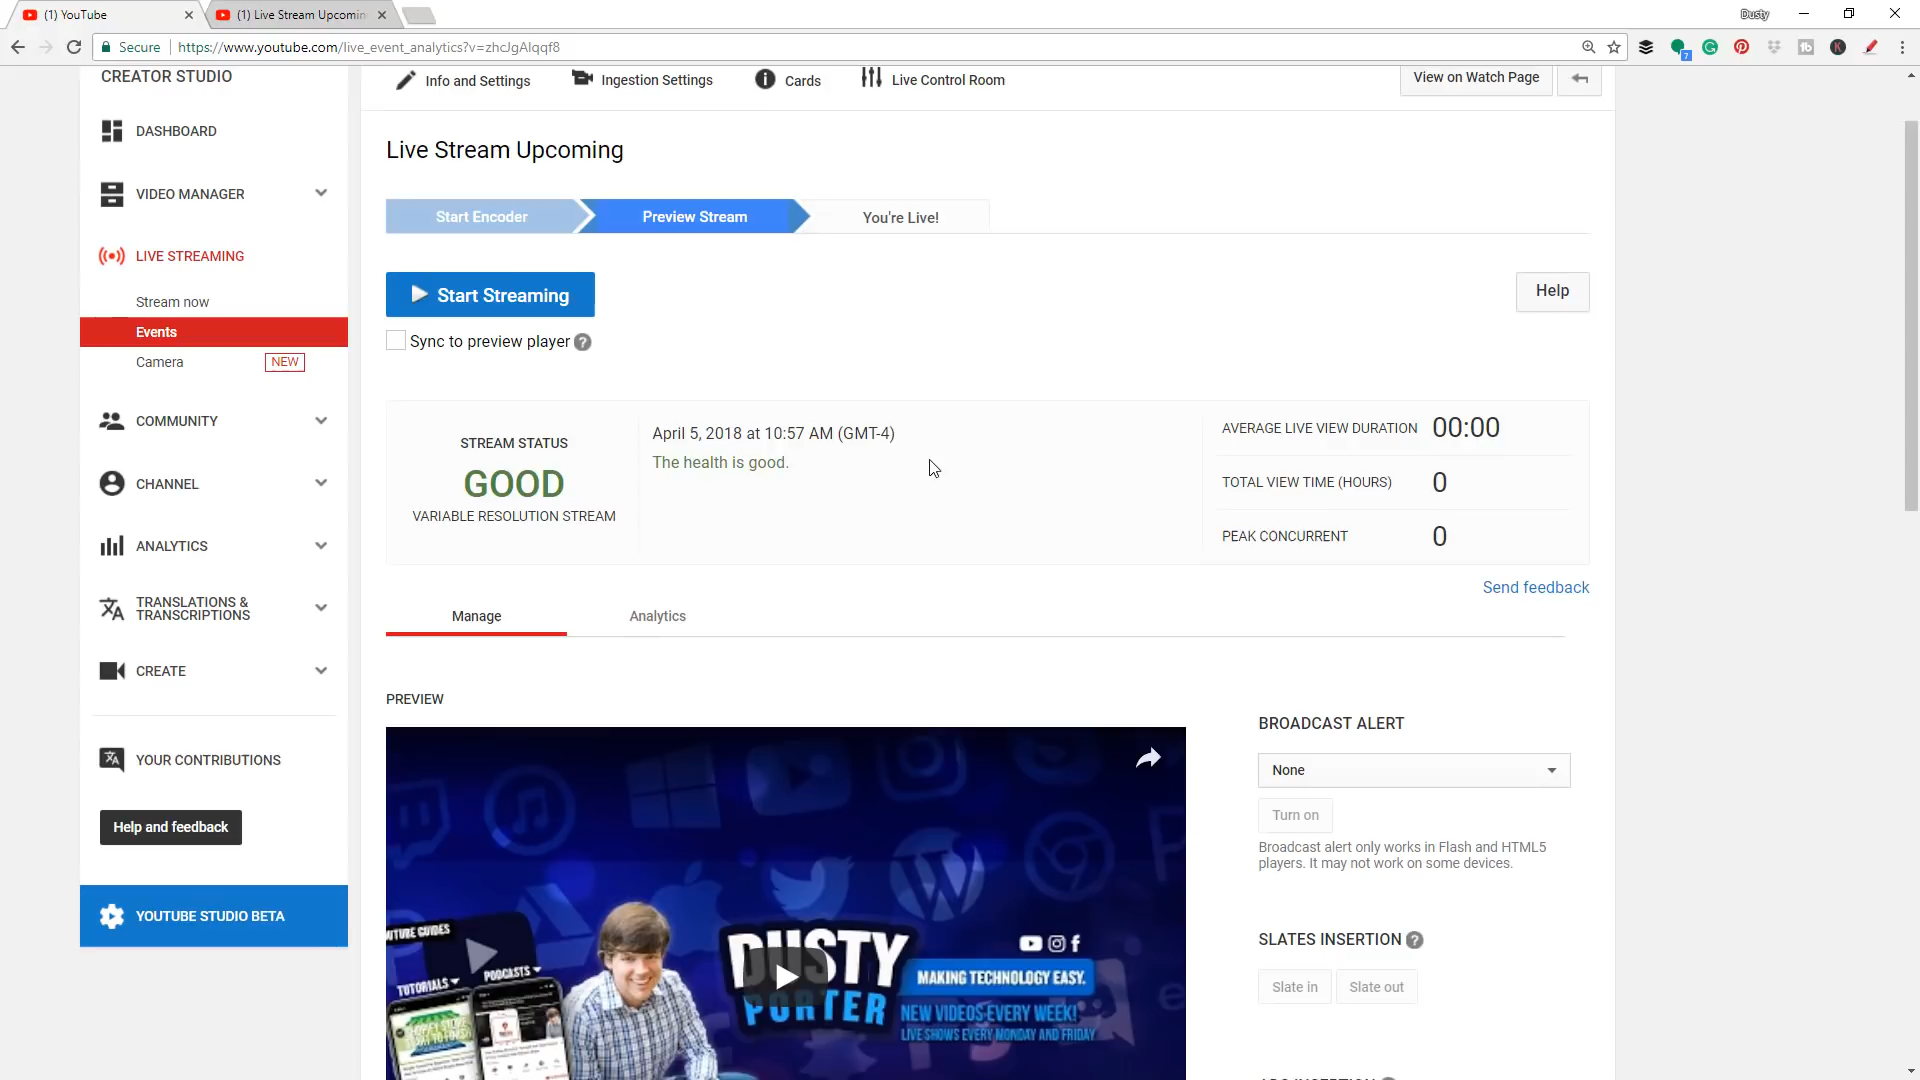 (1) YouTube
(1) Live Stream Upcomin
Dusty
Secure
https://www.youtube.com/live_event_analytics?v=zhcJgAlqqf8
7
CREATOR STUDIO
DASHBOARD
VIDEO MANAGER
LIVE STREAMING
Stream now
Events
Camera
NEW
COMMUNITY
CHANNEL
ANALYTICS
TRANSLATIONS &
TRANSCRIPTIONS
CREATE
YOUR CONTRIBUTIONS
Help and feedback
YOUTUBE STUDIO BETA
Info and Settings
Ingestion Settings
Cards
Live Control Room
View on Watch Page
Live Stream Upcoming
Start Encoder
Preview Stream
You're Live!
Start Streaming
Help
Sync to preview player ?
STREAM STATUS
GOOD
VARIABLE RESOLUTION STREAM
April 5, 2018 at 10:57 AM (GMT-4)
The health is good.
AVERAGE LIVE VIEW DURATION 00:00
TOTAL VIEW TIME (HOURS) 0
PEAK CONCURRENT 0
Send feedback
Manage
Analytics
PREVIEW
GUIDES
TUTORIALS
PODCASTS
DUSTY
PORTER
MAKING TECHNOLOGY EASY.
NEW VIDEOS EVERY WEEK!
LIVE SHOWS EVERY MONDAY AND FRIDAY
BROADCAST ALERT
None
Turn on
Broadcast alert only works in Flash and HTML5
players. It may not work on some devices.
SLATES INSERTION ?
Slate in
Slate out